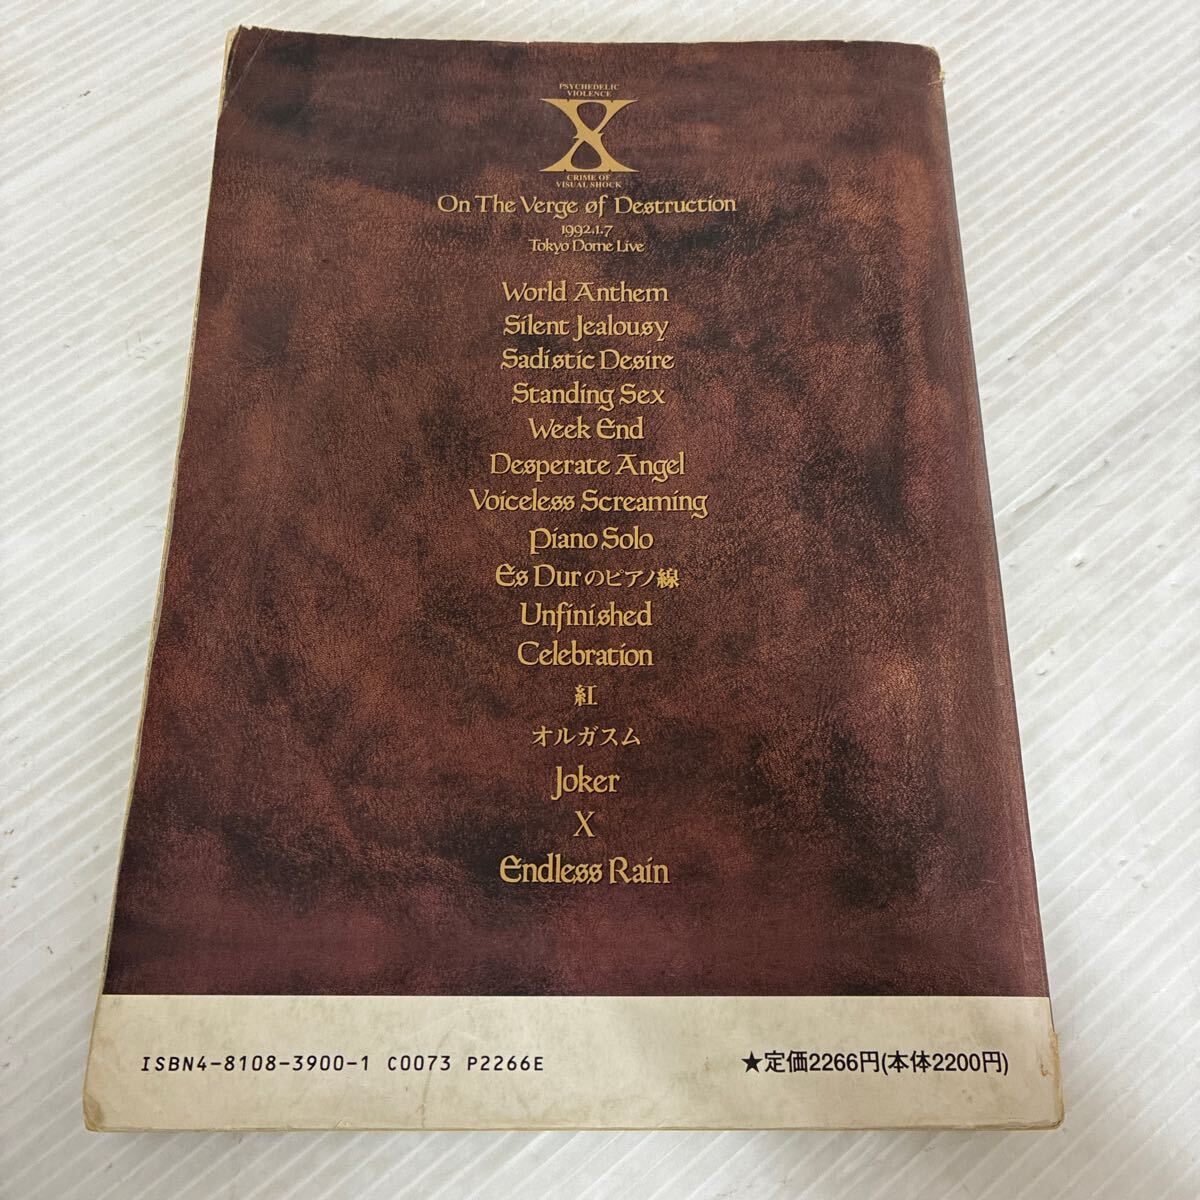 PSYCHEDELIC
VIOLENCE
X
CRIME OF
VISUAL SHOCK
On The Verge of Destruction
1992.1.7
Tokyo Dome Live
World Anthem
Silent Jealousy
Sadistic Desire
Standing Sex
Week End
Desperate Angel
Voiceless Screaming
Piano Solo
Es Durのピアノ線
Unfinished
Celebration
紅
オルガスム
Joker
X
Endless Rain
ISBN4-8108-3900-1 C0073 P2266E
★定価2266円(本体2200円)